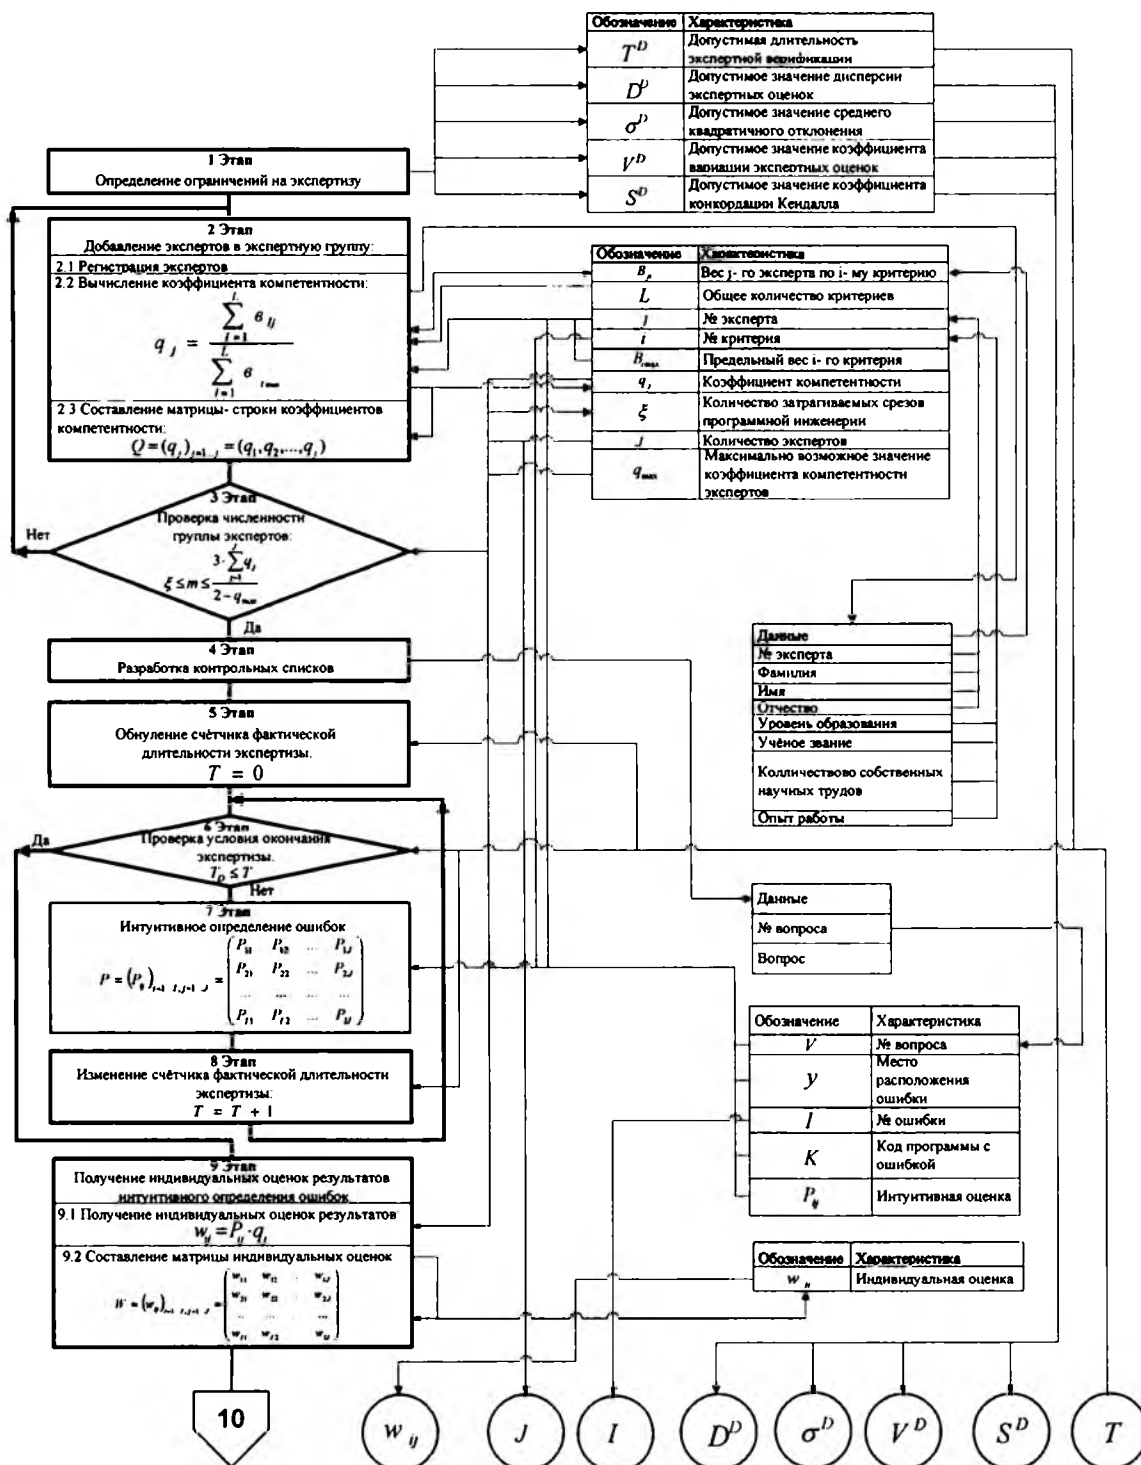 1 Этап
Определение ограничений на экспертизу
2 Этап
Добавление экспертов в экспертную группу:
2.1 Регистрация экспертов
2.2 Вычисление коэффициента компетентности:
2.3 Составление матрицы- строки коэффициентов
компетентности:
3 Этап
Проверка численности
группы экспертов:
Нет
Да
4 Этап
Разработка контрольных списков
5 Этап
Обнуление счётчика фактической
длительности экспертизы.
T = 0
6 Этап
Проверка условия окончания
экспертизы.
T_D ≤ T
Да
Нет
7 Этап
Интуитивное определение ошибок
8 Этап
Изменение счётчика фактической длительности
экспертизы:
T = T + 1
9 Этап
Получение индивидуальных оценок результатов
интуитивного определения ошибок
9.1 Получение индивидуальных оценок результатов
9.2 Составление матрицы индивидуальных оценок
10
Обозначение Характеристика
T^D Допустимая длительность
экспертной верификации
D^D Допустимое значение дисперсии
экспертных оценок
σ^D Допустимое значение среднего
квадратичного отклонения
V^D Допустимое значение коэффициента
вариации экспертных оценок
S^D Допустимое значение коэффициента
конкордации Кендалла
Обозначение Характеристика
Вес j- го эксперта по i- му критерию
L Общее количество критериев
j № эксперта
i № критерия
Предельный вес i- го критерия
q_j Коэффициент компетентности
ξ Количество затрагиваемых срезов
программной инженерии
J Количество экспертов
q_max Максимально возможное значение
коэффициента компетентности
экспертов
Данные
№ эксперта
Фамилия
Имя
Отчество
Уровень образования
Учёное звание
Колличествово собственных
научных трудов
Опыт работы
Данные
№ вопроса
Вопрос
Обозначение Характеристика
V № вопроса
y Место
расположения
ошибки
I № ошибки
K Код программы с
ошибкой
P_ij Интуитивная оценка
Обозначение Характеристика
Индивидуальная оценка
w_ij J I D^D σ^D V^D S^D T